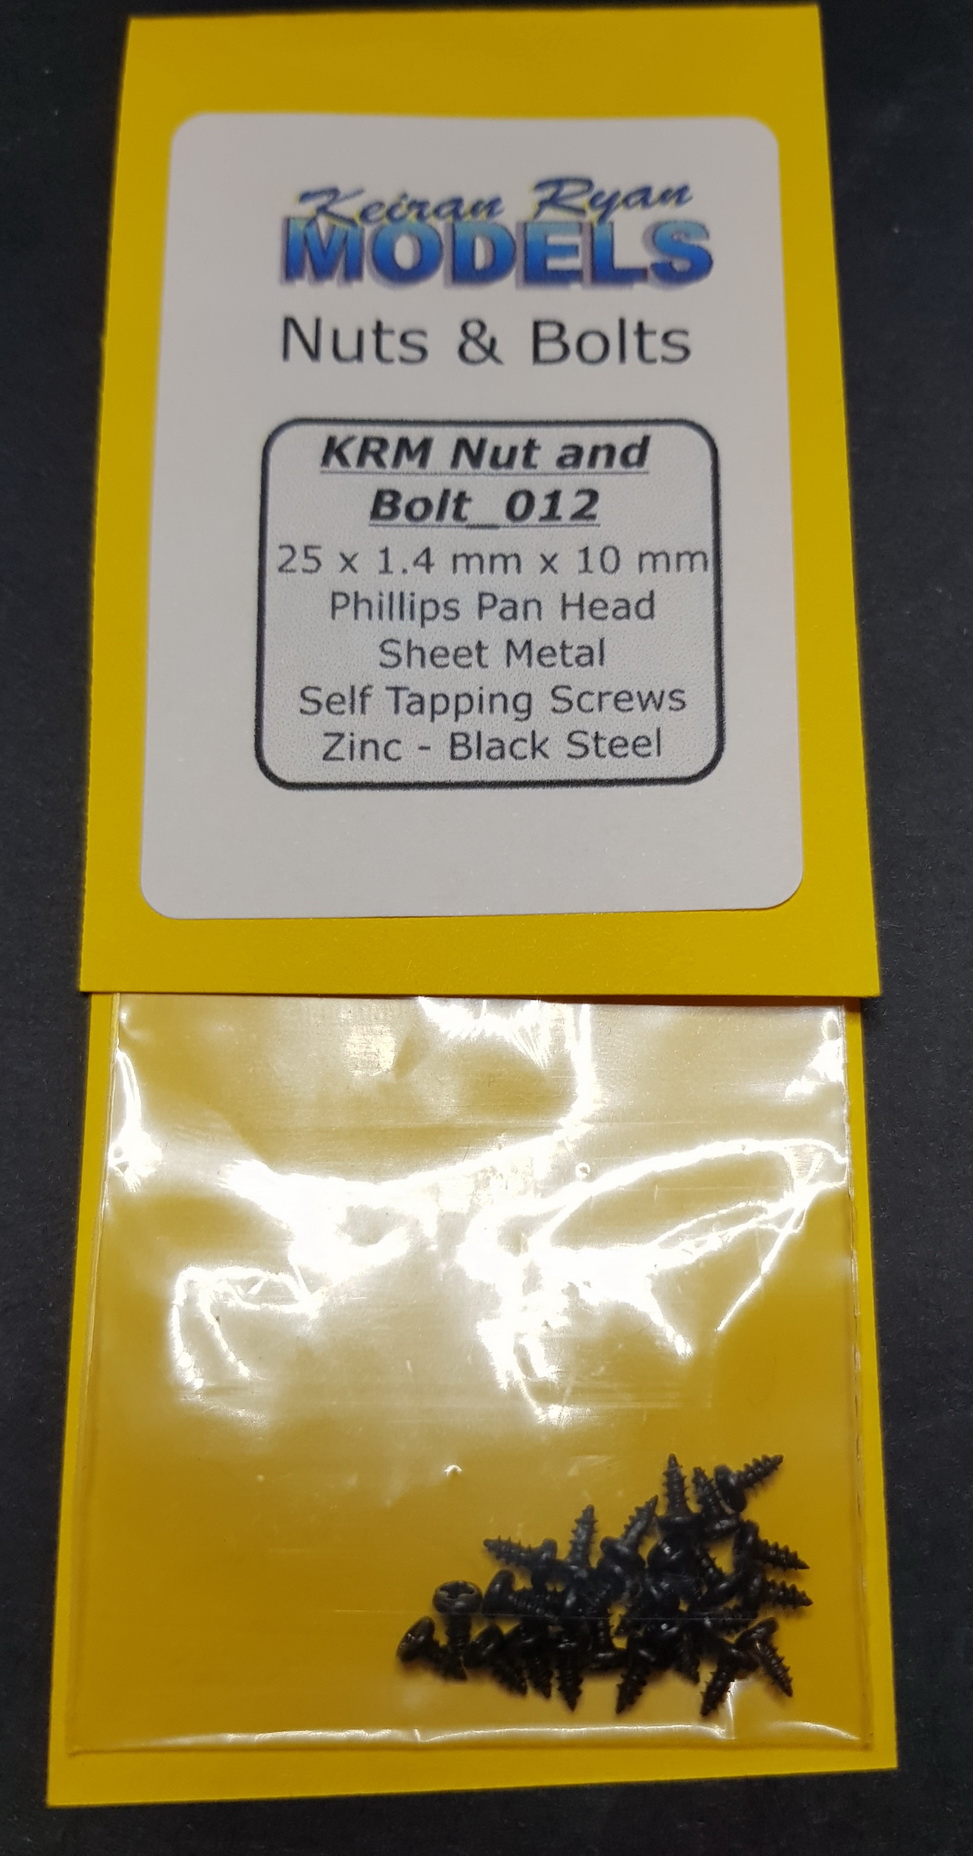 Keiran Ryan
MODELS
Nuts & Bolts
KRM Nut and
Bolt_012
25 x 1.4 mm x 10 mm
Phillips Pan Head
Sheet Metal
Self Tapping Screws
Zinc - Black Steel